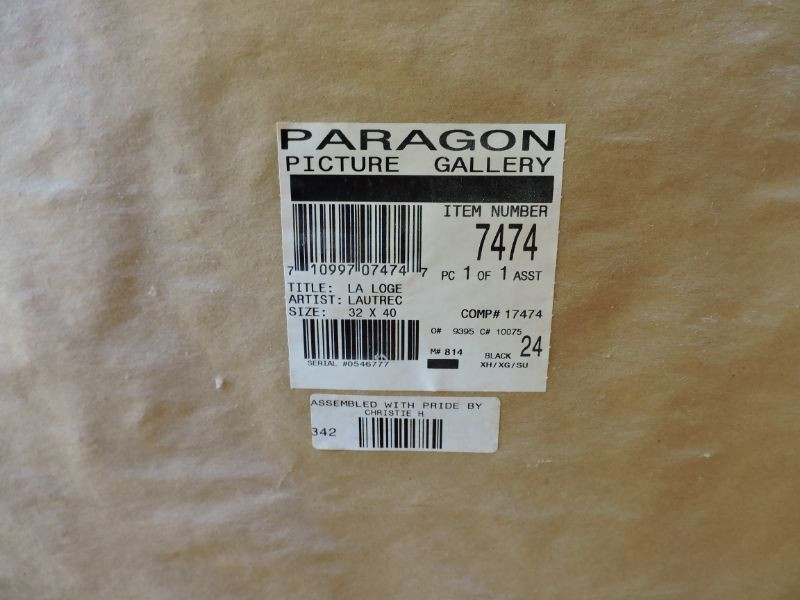 PARAGON
PICTURE GALLERY
ITEM NUMBER
7474
7 10997 07474 7
PC 1 OF 1 ASST
TITLE: LA LOGE
ARTIST: LAUTREC
SIZE: 32 X 40
COMP# 17474
O# 9395 C# 10075
M# 814
BLACK 24
XH/XG/SU
SERIAL #0546777
ASSEMBLED WITH PRIDE BY
CHRISTIE H
342